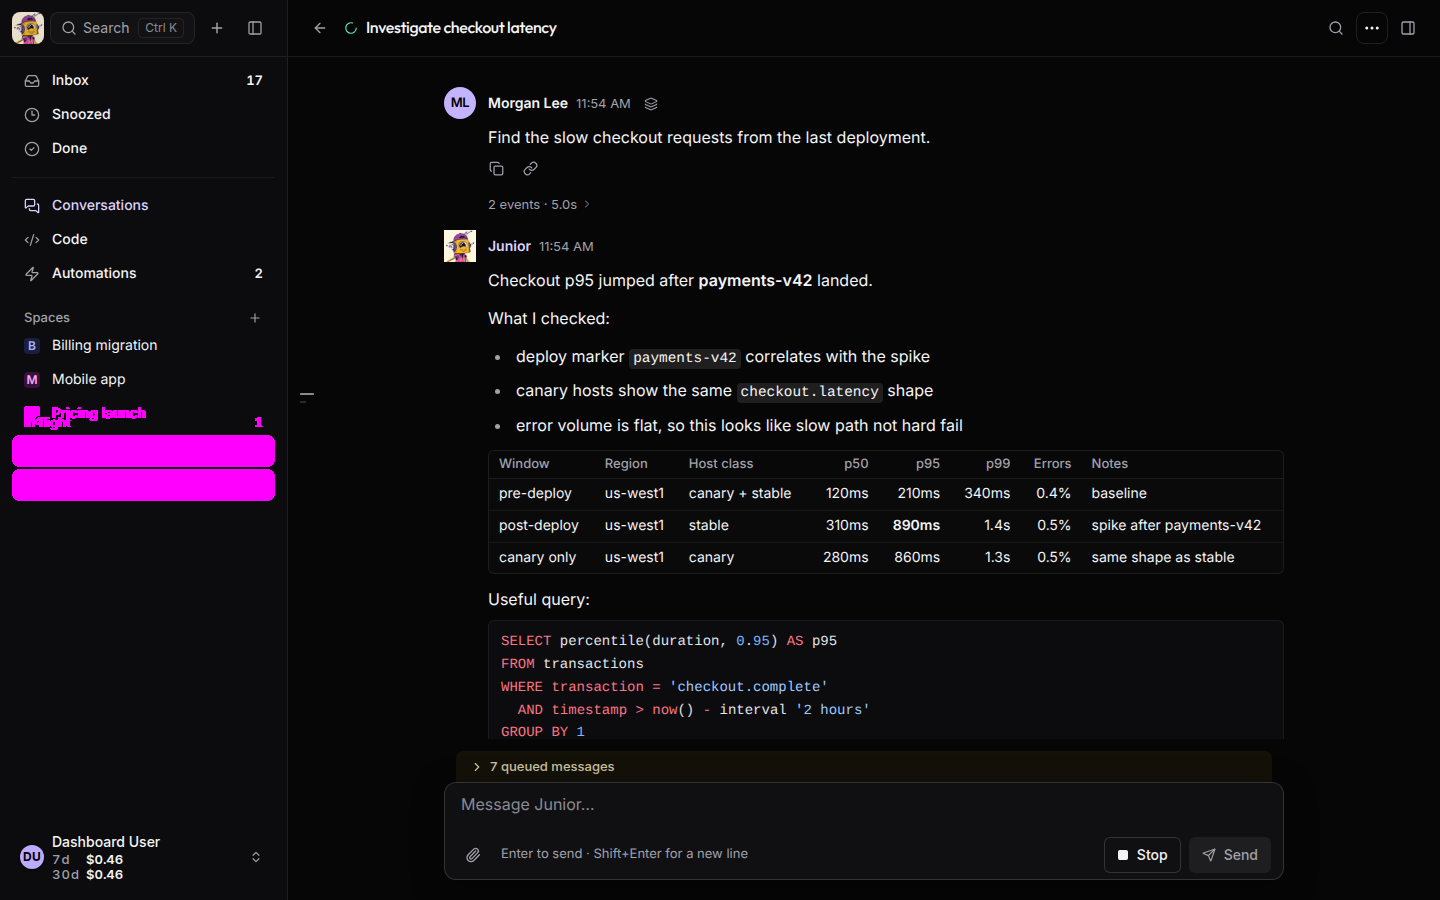 Search Ctrl K
Inbox 17
Snoozed
Done
Conversations
Code
Automations 2
Spaces
B Billing migration
M Mobile app
Pricing launch
1
DU Dashboard User
7d $0.46
30d $0.46
Investigate checkout latency
ML Morgan Lee 11:54 AM
Find the slow checkout requests from the last deployment.
2 events · 5.0s
Junior 11:54 AM
Checkout p95 jumped after payments-v42 landed.
What I checked:
• deploy marker payments-v42 correlates with the spike
• canary hosts show the same checkout.latency shape
• error volume is flat, so this looks like slow path not hard fail
Window Region Host class p50 p95 p99 Errors Notes
pre-deploy us-west1 canary + stable 120ms 210ms 340ms 0.4% baseline
post-deploy us-west1 stable 310ms 890ms 1.4s 0.5% spike after payments-v42
canary only us-west1 canary 280ms 860ms 1.3s 0.5% same shape as stable
Useful query:
SELECT percentile(duration, 0.95) AS p95
FROM transactions
WHERE transaction = 'checkout.complete'
AND timestamp > now() - interval '2 hours'
GROUP BY 1
7 queued messages
Message Junior...
Enter to send · Shift+Enter for a new line
Stop
Send